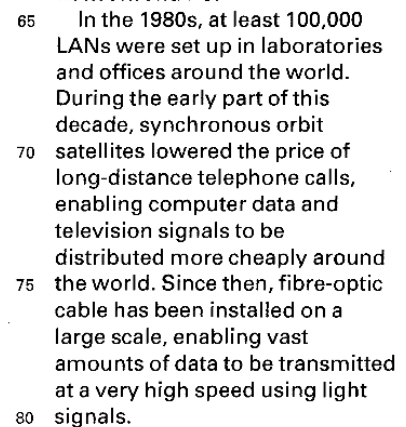 65 In the 1980s, at least 100,000
LANs were set up in laboratories
and offices around the world.
During the early part of this
decade, synchronous orbit
70 satellites lowered the price of
long-distance telephone calls,
enabling computer data and
television signals to be
distributed more cheaply around
75 the world. Since then, fibre-optic
cable has been installed on a
large scale, enabling vast
amounts of data to be transmitted
at a very high speed using light
80 signals.